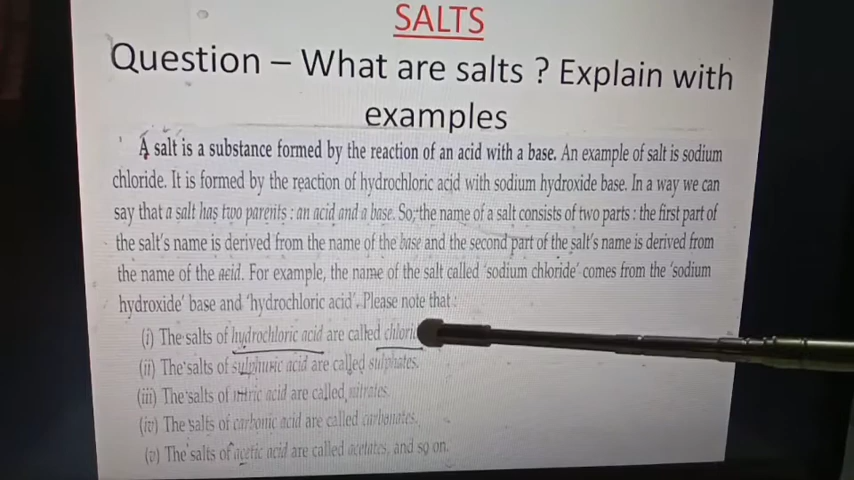 SALTS
Question – What are salts ? Explain with
examples
A salt is a substance formed by the reaction of an acid with a base. An example of salt is sodium
chloride. It is formed by the reaction of hydrochloric acid with sodium hydroxide base. In a way we can
say that a salt has two parents : an acid and a base. So, the name of a salt consists of two parts : the first part of
the salt's name is derived from the name of the base and the second part of the salt's name is derived from
the name of the acid. For example, the name of the salt called 'sodium chloride' comes from the 'sodium
hydroxide' base and 'hydrochloric acid'. Please note that :
(i) The salts of hydrochloric acid are called
(ii) The salts of sulphuric acid are called sulphates.
(iii) The salts of nitric acid are called nitrates.
(iv) The salts of carbonic acid are called carbonates.
(v) The salts of acetic acid are called acetates, and so on.